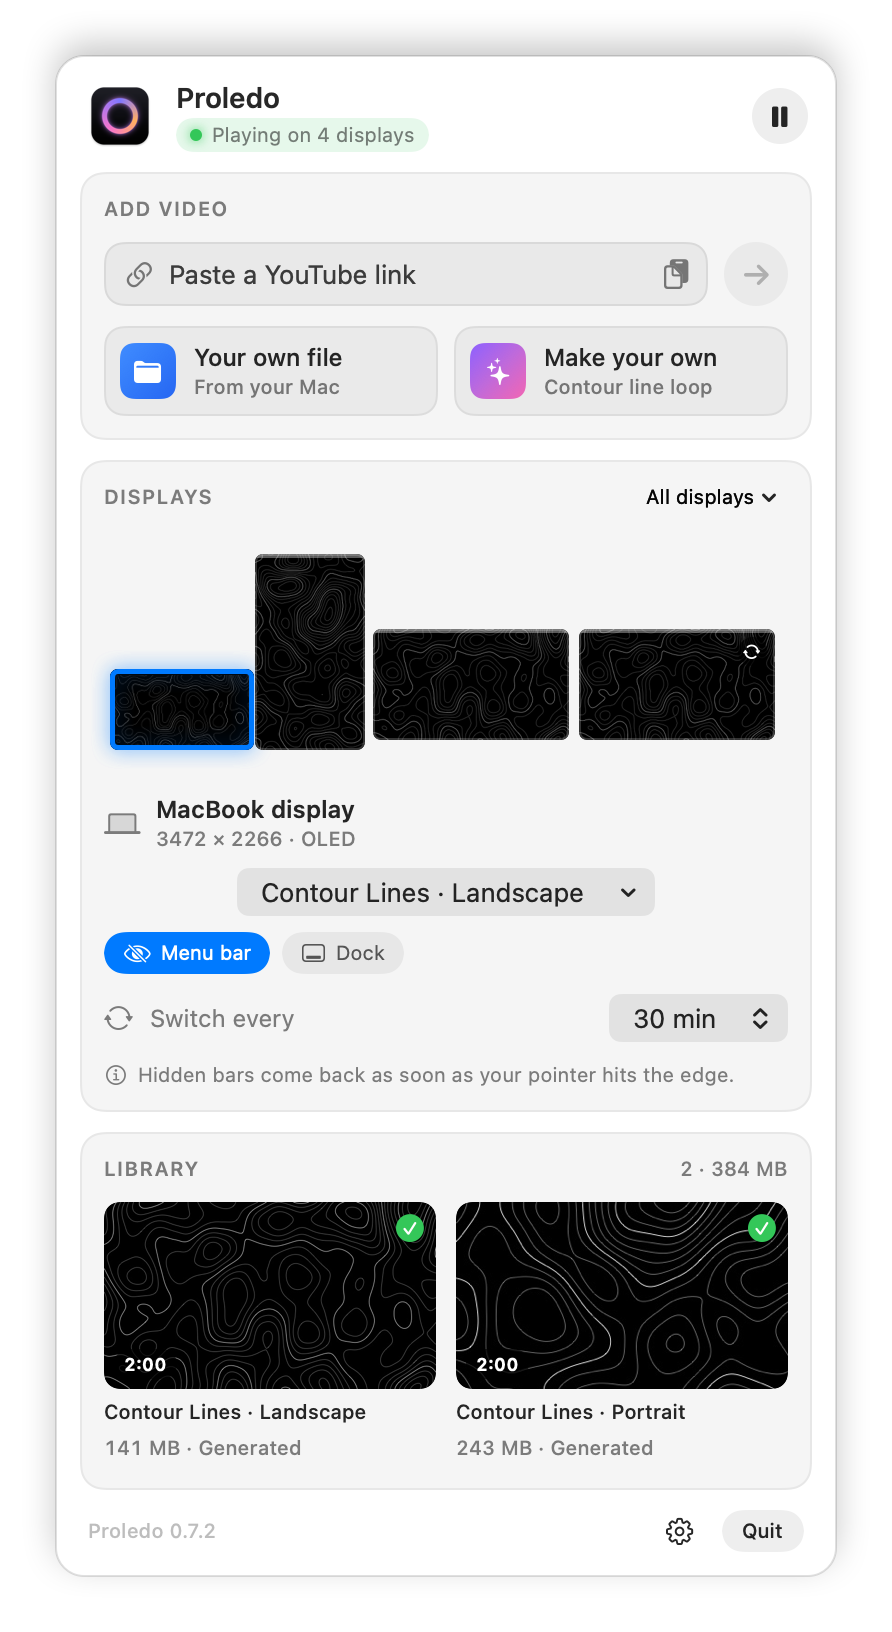 Proledo
Playing on 4 displays
ADD VIDEO
Paste a YouTube link
Your own file
From your Mac
Make your own
Contour line loop
DISPLAYS
All displays
MacBook display
3472 × 2266 · OLED
Contour Lines · Landscape
Menu bar
Dock
Switch every
30 min
Hidden bars come back as soon as your pointer hits the edge.
LIBRARY
2 · 384 MB
2:00
2:00
Contour Lines · Landscape
141 MB · Generated
Contour Lines · Portrait
243 MB · Generated
Proledo 0.7.2
Quit